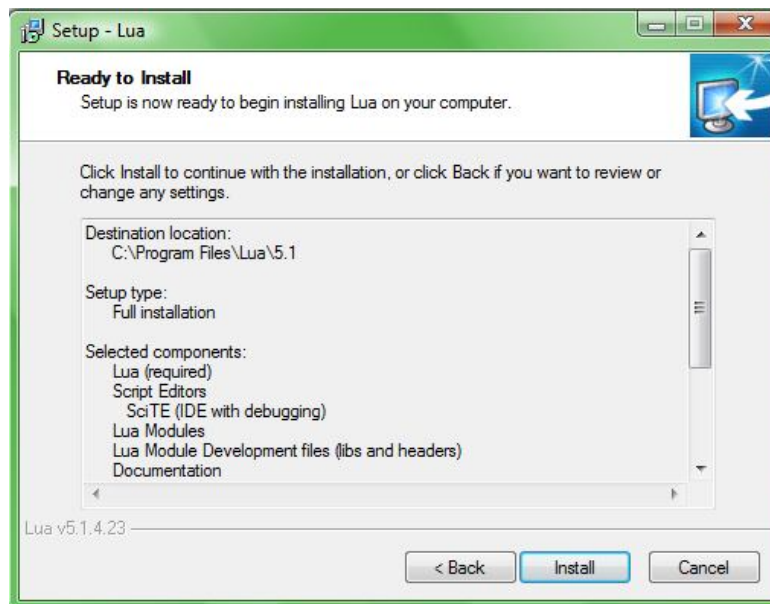 Setup - Lua
Ready to Install
Setup is now ready to begin installing Lua on your computer.
Click Install to continue with the installation, or click Back if you want to review or
change any settings.
Destination location:
C:\Program Files\Lua\5.1
Setup type:
Full installation
Selected components:
Lua (required)
Script Editors
SciTE (IDE with debugging)
Lua Modules
Lua Module Development files (libs and headers)
Documentation
Lua v5.1.4.23
< Back Install Cancel